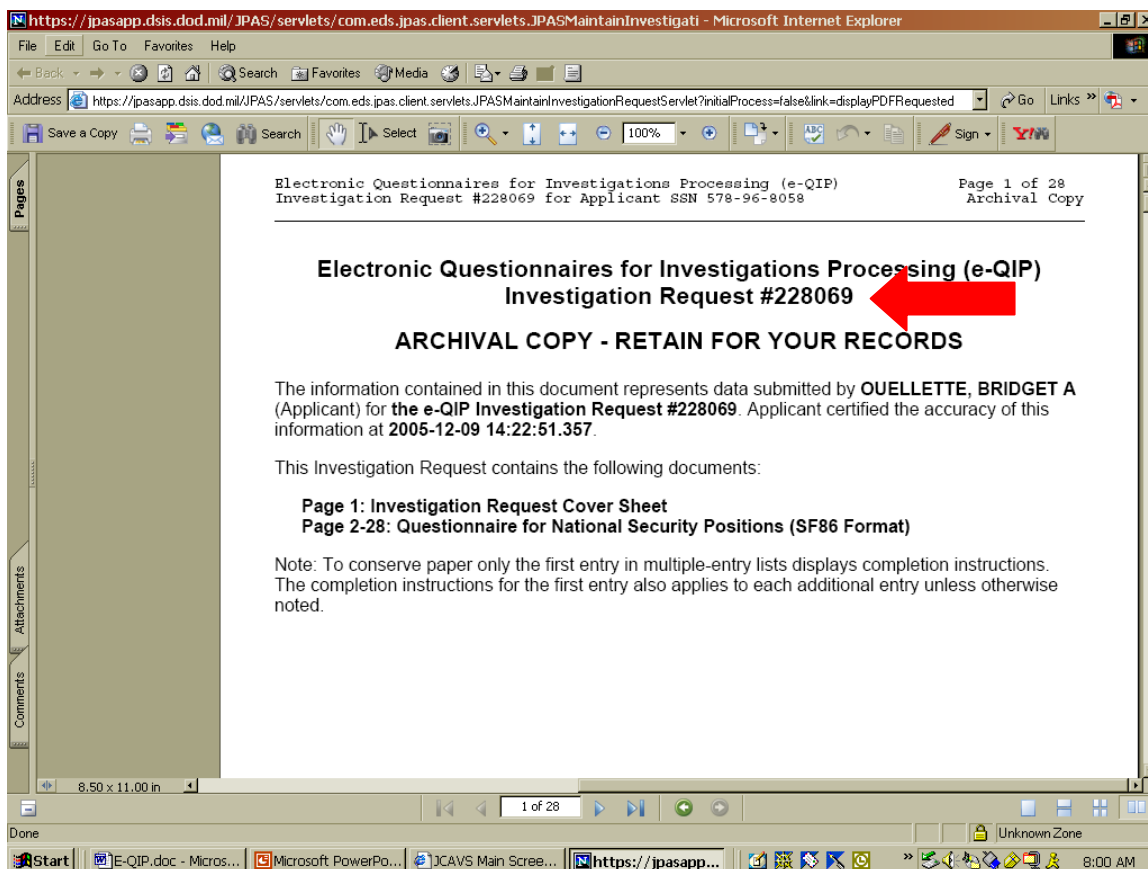 https://jpasapp.dsis.dod.mil/JPAS/servlets/com.eds.jpas.client.servlets.JPASMaintainInvestigati - Microsoft Internet Explorer
File Edit Go To Favorites Help
Back Search Favorites Media
Address https://jpasapp.dsis.dod.mil/JPAS/servlets/com.eds.jpas.client.servlets.JPASMaintainInvestigationRequestServlet?initialProcess=false&link=displayPDFRequested Go Links »
Save a Copy Search Select 100% Sign Y!
Pages
Attachments
Comments
Electronic Questionnaires for Investigations Processing (e-QIP) Page 1 of 28
Investigation Request #228069 for Applicant SSN 578-96-8058 Archival Copy
Electronic Questionnaires for Investigations Processing (e-QIP)
Investigation Request #228069
ARCHIVAL COPY - RETAIN FOR YOUR RECORDS
The information contained in this document represents data submitted by OUELLETTE, BRIDGET A
(Applicant) for the e-QIP Investigation Request #228069. Applicant certified the accuracy of this
information at 2005-12-09 14:22:51.357.
This Investigation Request contains the following documents:
Page 1: Investigation Request Cover Sheet
Page 2-28: Questionnaire for National Security Positions (SF86 Format)
Note: To conserve paper only the first entry in multiple-entry lists displays completion instructions.
The completion instructions for the first entry also applies to each additional entry unless otherwise
noted.
8.50 x 11.00 in
1 of 28
Done Unknown Zone
Start E-QIP.doc - Micros... Microsoft PowerPo... JCAVS Main Scree... https://jpasapp... » 8:00 AM